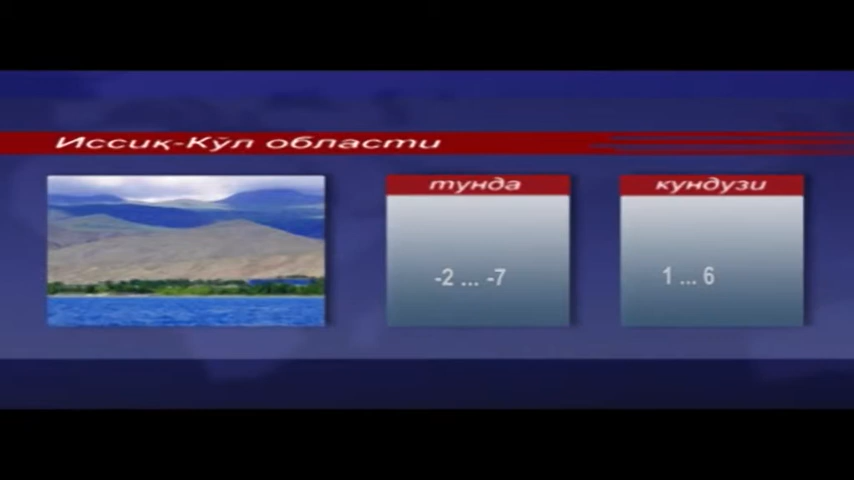 Иссиқ-Кўл области
тунда
кундузи
-2 ... -7
1 ... 6